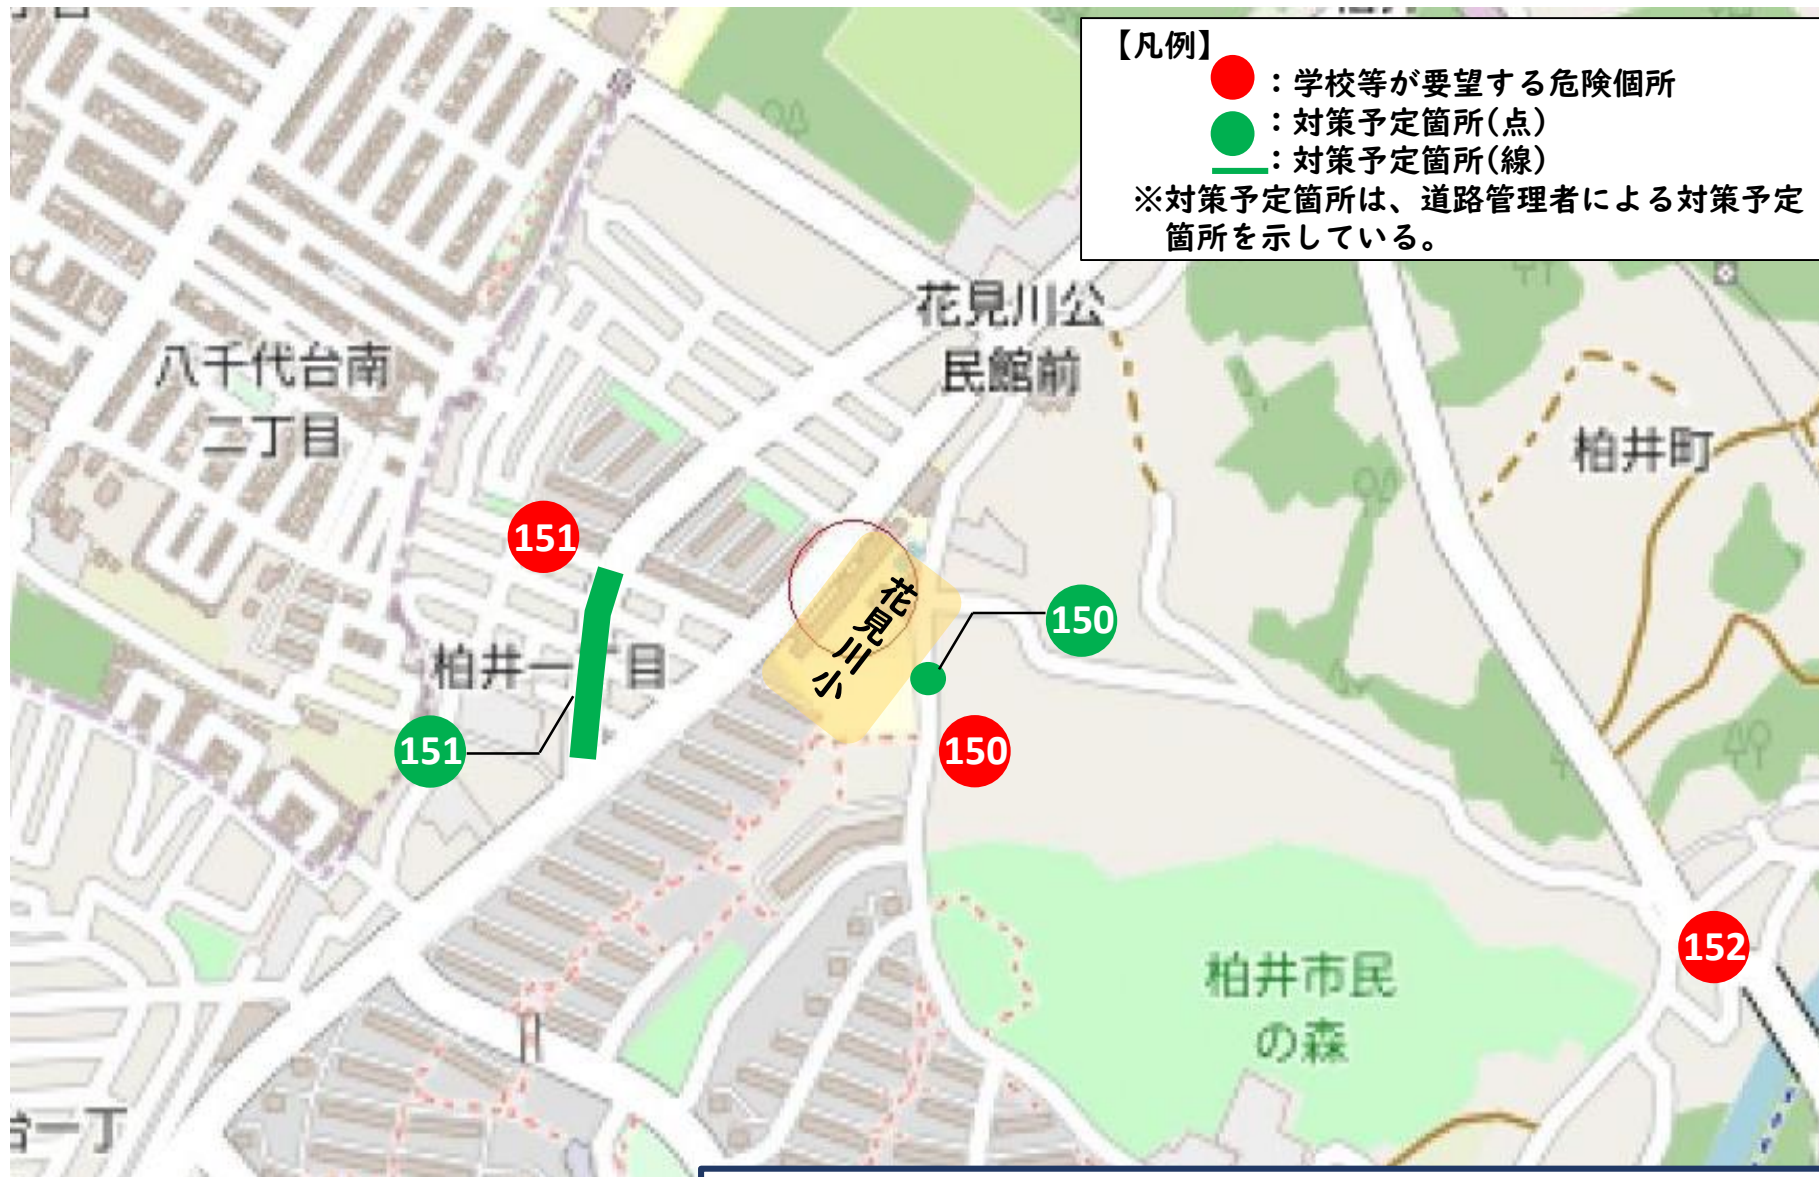 【凡例】
：学校等が要望する危険個所
：対策予定箇所(点)
：対策予定箇所(線)
※対策予定箇所は、道路管理者による対策予定
箇所を示している。
花見川公
民館前
八千代台南
二丁目
柏井町
151
花見川小
150
柏井一丁目
151
150
152
柏井市民
の森
台一丁